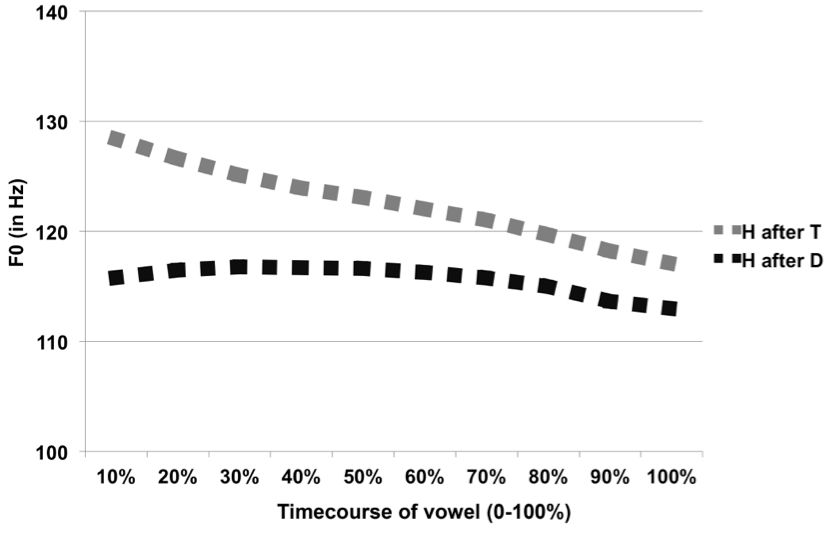 140
130
120
110
100
F0 (in Hz)
H after T
H after D
10% 20% 30% 40% 50% 60% 70% 80% 90% 100%
Timecourse of vowel (0-100%)